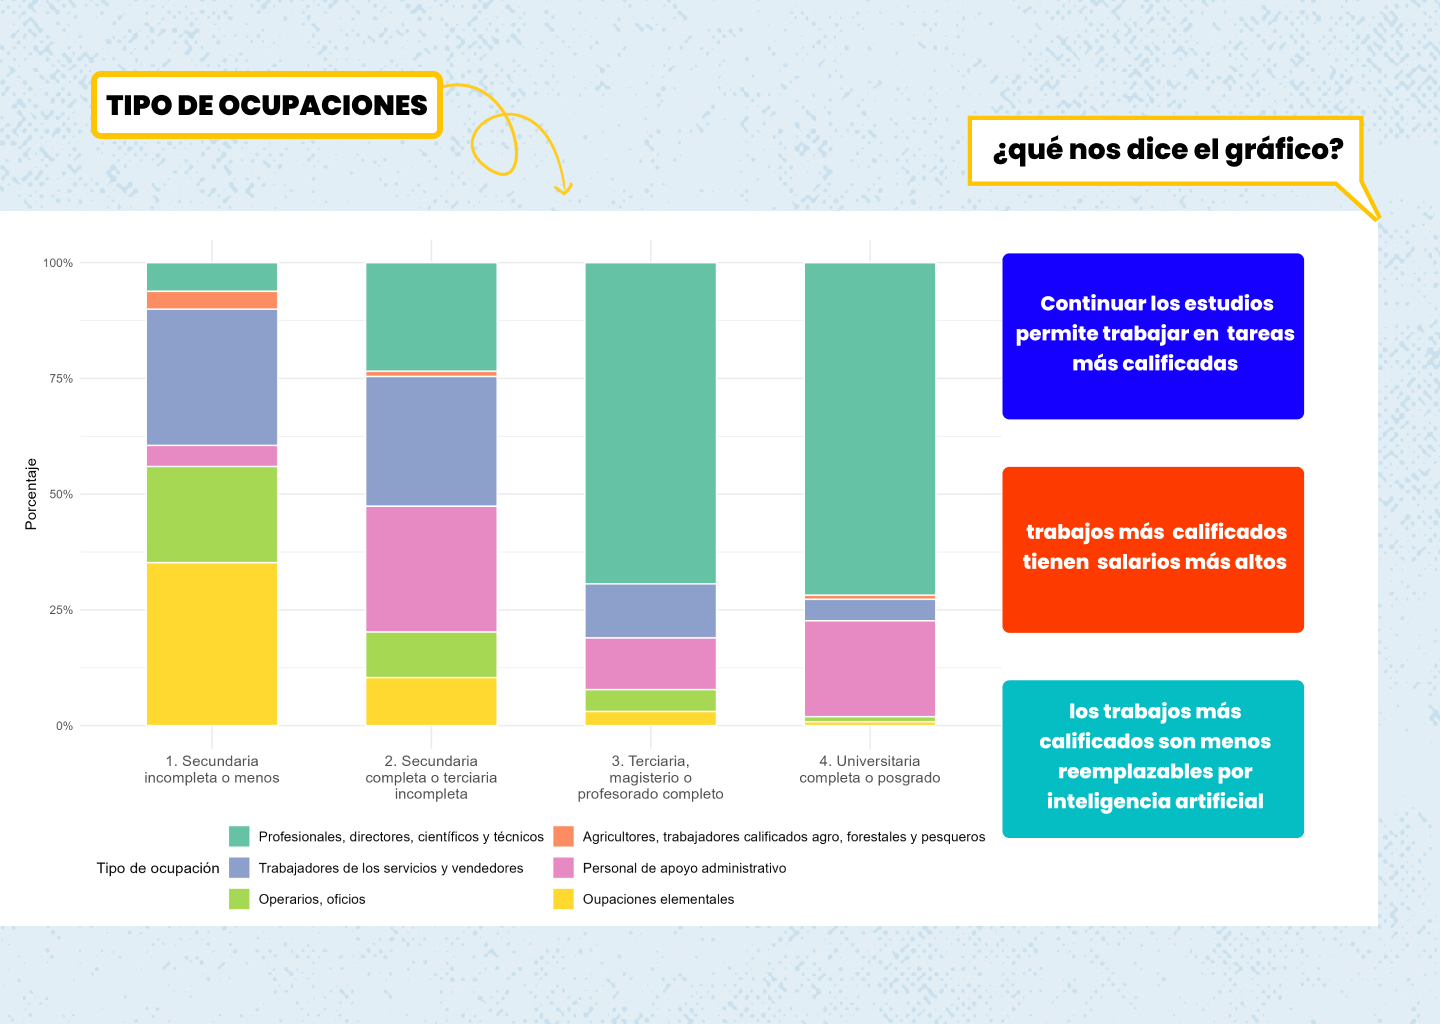 TIPO DE OCUPACIONES
¿qué nos dice el gráfico?
100%
75%
50%
25%
0%
Porcentaje
1. Secundaria
incompleta o menos
2. Secundaria
completa o terciaria
incompleta
3. Terciaria,
magisterio o
profesorado completo
4. Universitaria
completa o posgrado
Tipo de ocupación
Profesionales, directores, científicos y técnicos
Agricultores, trabajadores calificados agro, forestales y pesqueros
Trabajadores de los servicios y vendedores
Personal de apoyo administrativo
Operarios, oficios
Oupaciones elementales
Continuar los estudios
permite trabajar en tareas
más calificadas
trabajos más calificados
tienen salarios más altos
los trabajos más
calificados son menos
reemplazables por
inteligencia artificial